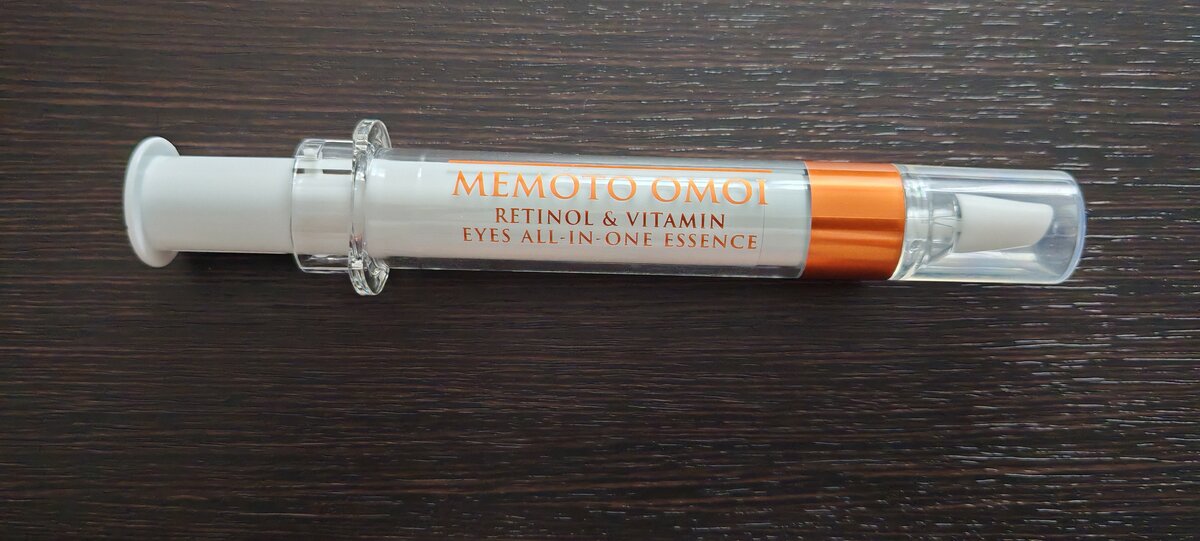 MEMOTO OMOI
RETINOL & VITAMIN
EYES ALL-IN-ONE ESSENCE